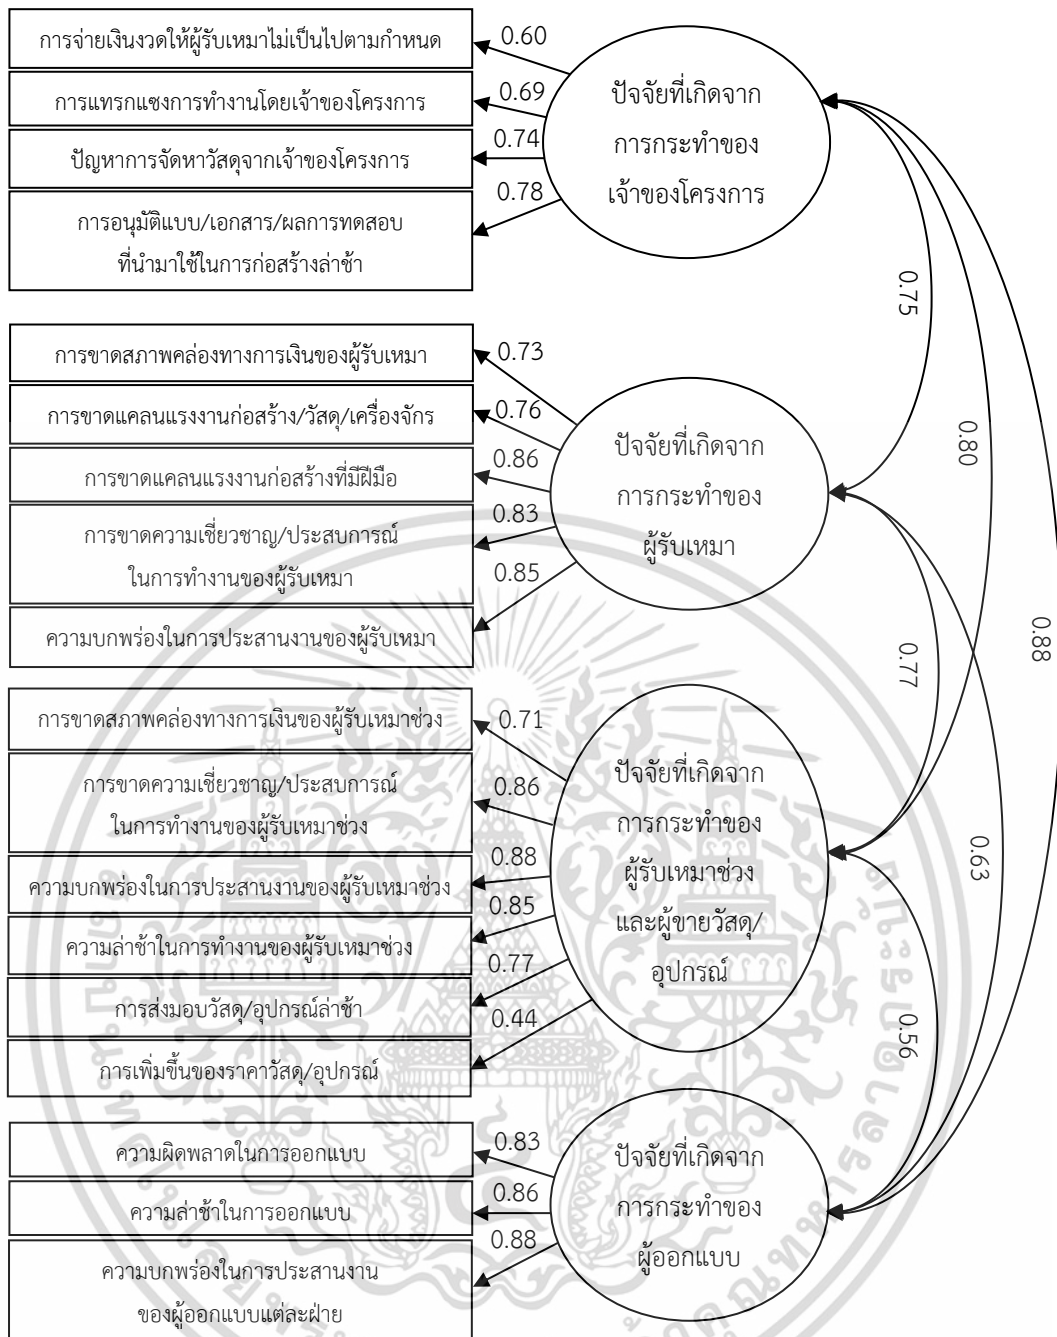 การจ่ายเงินงวดให้ผู้รับเหมาไม่เป็นไปตามกำหนด
0.60
การแทรกแซงการทำงานโดยเจ้าของโครงการ
0.69
ปัญหาการจัดหาวัสดุจากเจ้าของโครงการ
0.74
การอนุมัติแบบ/เอกสาร/ผลการทดสอบ
ที่นำมาใช้ในการก่อสร้างล่าช้า
0.78
ปัจจัยที่เกิดจาก
การกระทำของ
เจ้าของโครงการ
0.75
0.80
0.88
การขาดสภาพคล่องทางการเงินของผู้รับเหมา
0.73
การขาดแคลนแรงงานก่อสร้าง/วัสดุ/เครื่องจักร
0.76
การขาดแคลนแรงงานก่อสร้างที่มีฝีมือ
0.86
การขาดความเชี่ยวชาญ/ประสบการณ์
ในการทำงานของผู้รับเหมา
0.83
ความบกพร่องในการประสานงานของผู้รับเหมา
0.85
ปัจจัยที่เกิดจาก
การกระทำของ
ผู้รับเหมา
0.77
0.63
การขาดสภาพคล่องทางการเงินของผู้รับเหมาช่วง
0.71
การขาดความเชี่ยวชาญ/ประสบการณ์
ในการทำงานของผู้รับเหมาช่วง
0.86
ความบกพร่องในการประสานงานของผู้รับเหมาช่วง
0.88
ความล่าช้าในการทำงานของผู้รับเหมาช่วง
0.85
การส่งมอบวัสดุ/อุปกรณ์ล่าช้า
0.77
การเพิ่มขึ้นของราคาวัสดุ/อุปกรณ์
0.44
ปัจจัยที่เกิดจาก
การกระทำของ
ผู้รับเหมาช่วง
และผู้ขายวัสดุ/
อุปกรณ์
0.56
ความผิดพลาดในการออกแบบ
0.83
ความล่าช้าในการออกแบบ
0.86
ความบกพร่องในการประสานงาน
ของผู้ออกแบบแต่ละฝ่าย
0.88
ปัจจัยที่เกิดจาก
การกระทำของ
ผู้ออกแบบ